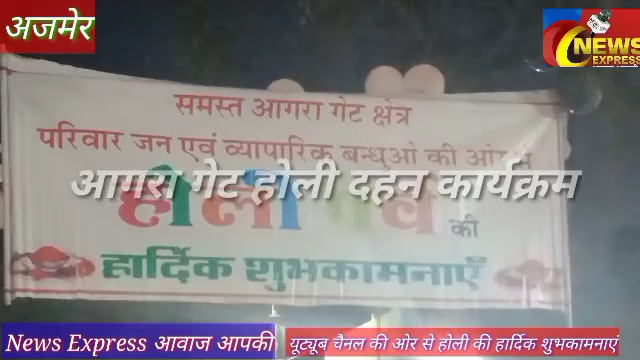 अजमेर
NEWS
EXPRESS
समस्त आगरा गेट क्षेत्र
परिवार जन एवं व्यापारिक बन्धुओ की ओर
आगरा गेट होली दहन कार्यक्रम
होली पर्व
की
हार्दिक शुभकामनाएँ
News Express आवाज आपकी
यूट्यूब चैनल की ओर से होली की हार्दिक शुभकामनाएं